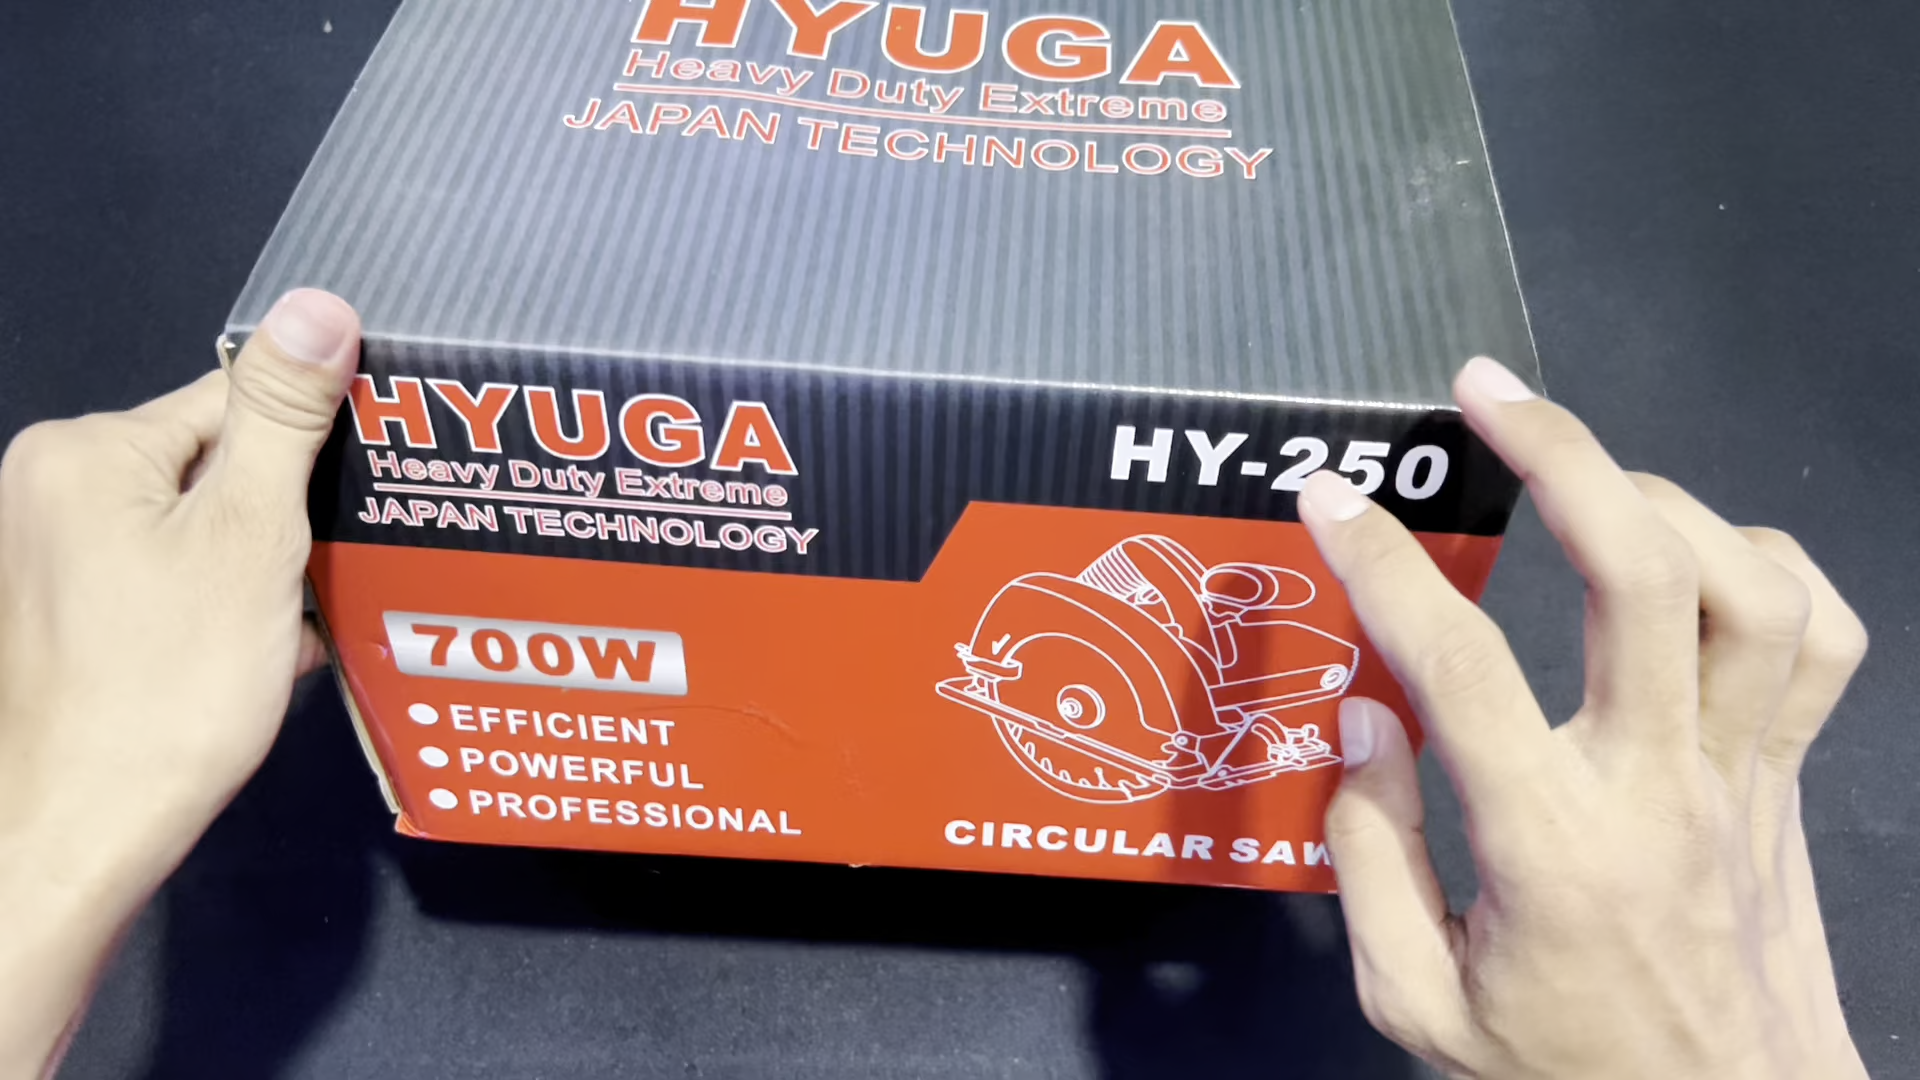 HYUGA
Heavy Duty Extreme
JAPAN TECHNOLOGY
HYUGA
Heavy Duty Extreme
JAPAN TECHNOLOGY
HY-250
700W
EFFICIENT
POWERFUL
PROFESSIONAL
CIRCULAR SAW